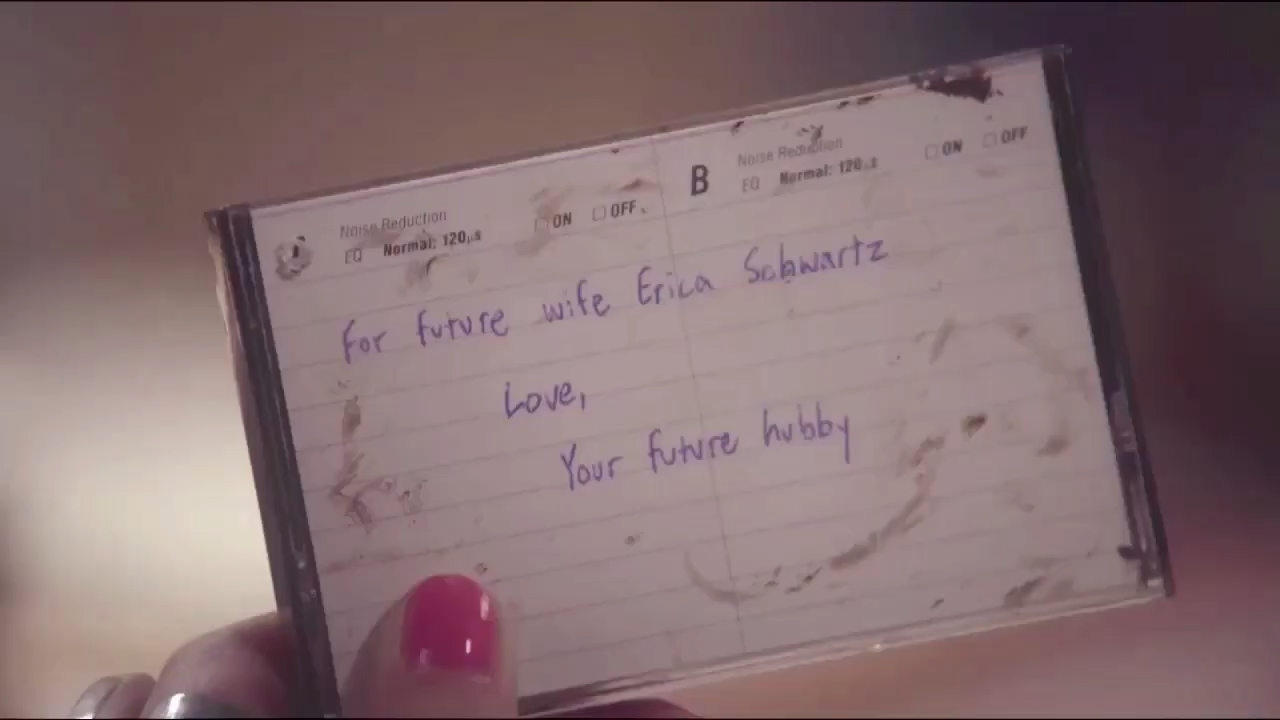 Noise Reduction
EQ Normal: 120µs □ ON □ OFF
B Noise Reduction
EQ Normal: 120µs □ ON □ OFF
For future wife Erica Schwartz
Love,
Your future hubby